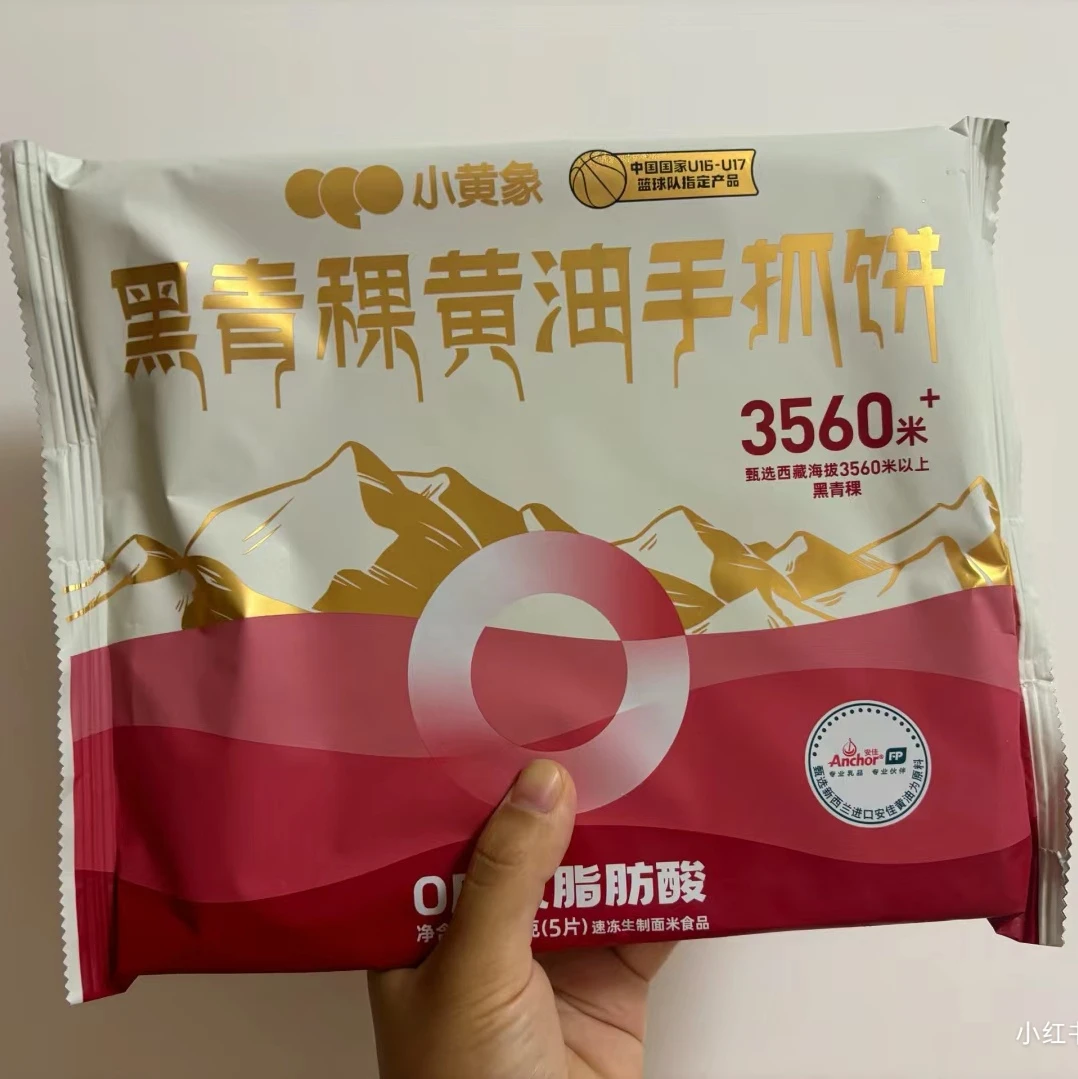 小黄象
中国国家U16-U17
篮球队指定产品
黑青稞黄油手抓饼
3560米+
甄选西藏海拔3560米以上
黑青稞
安佳
Anchor®
FP
专业乳品 专业伙伴
甄选新西兰进口安佳黄油为原料
脂肪酸
(5片)速冻生制面米食品
小红书